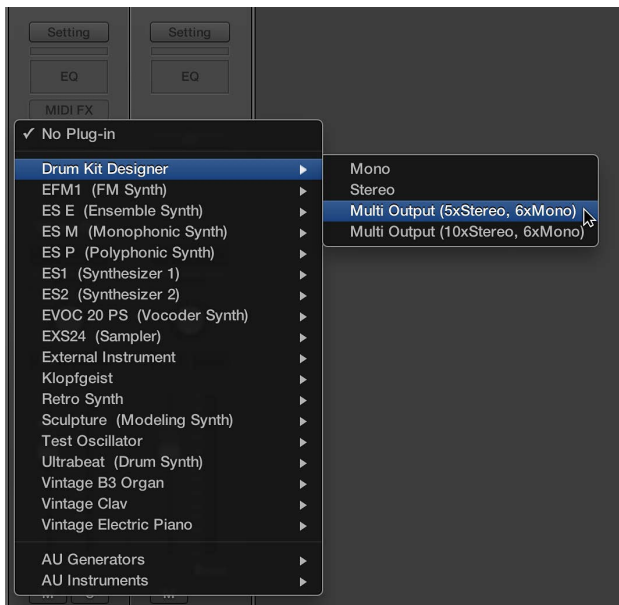 Setting
Setting
EQ
EQ
MIDI FX
✓ No Plug-in
Drum Kit Designer
EFM1 (FM Synth)
ES E (Ensemble Synth)
ES M (Monophonic Synth)
ES P (Polyphonic Synth)
ES1 (Synthesizer 1)
ES2 (Synthesizer 2)
EVOC 20 PS (Vocoder Synth)
EXS24 (Sampler)
External Instrument
Klopfgeist
Retro Synth
Sculpture (Modeling Synth)
Test Oscillator
Ultrabeat (Drum Synth)
Vintage B3 Organ
Vintage Clav
Vintage Electric Piano
AU Generators
AU Instruments
Mono
Stereo
Multi Output (5xStereo, 6xMono)
Multi Output (10xStereo, 6xMono)